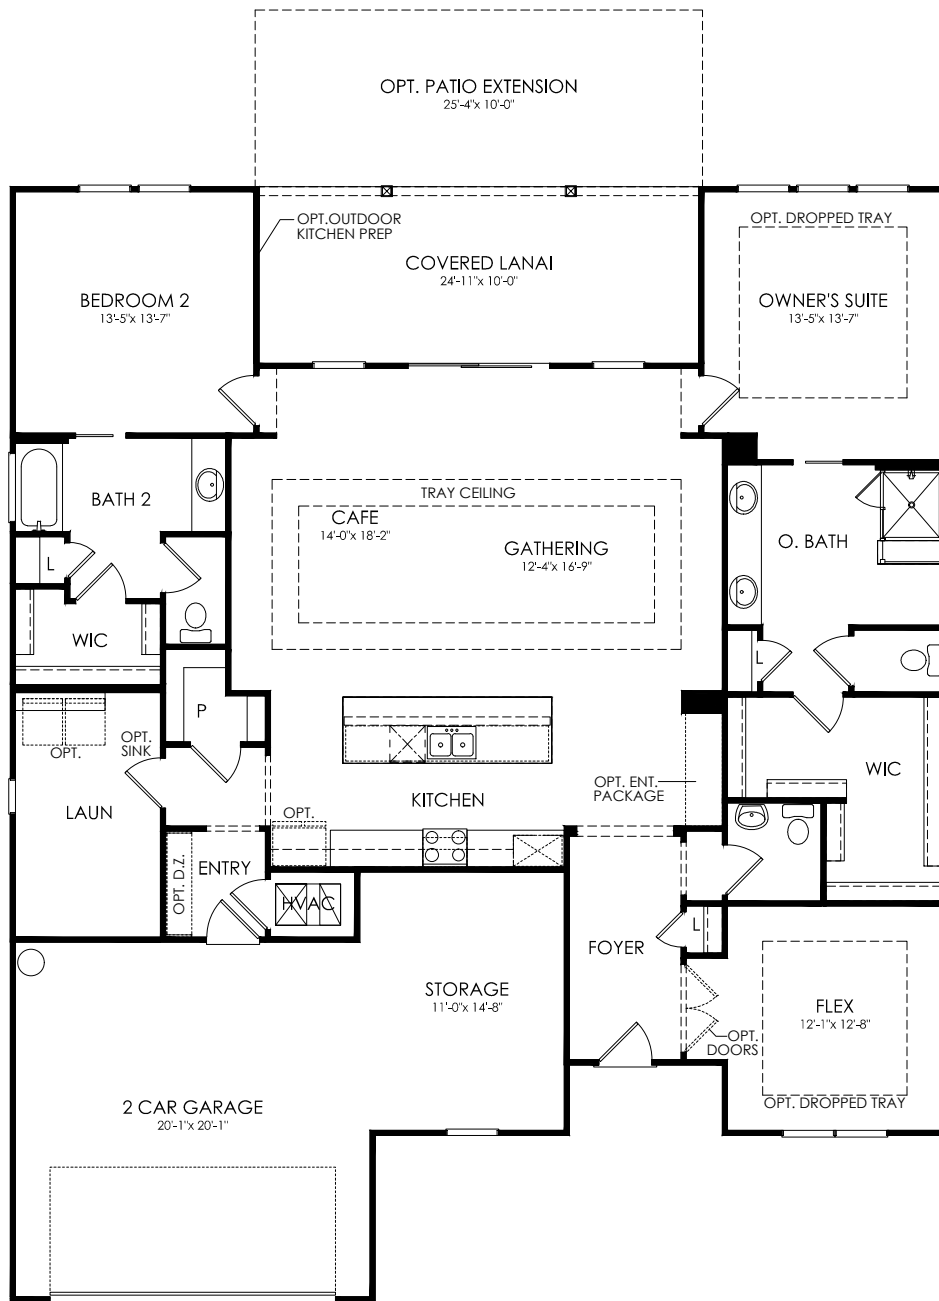 OPT. PATIO EXTENSION
25'-4"x 10'-0"
OPT.OUTDOOR
KITCHEN PREP
COVERED LANAI
24'-11"x 10'-0"
OPT. DROPPED TRAY
BEDROOM 2
13'-5"x 13'-7"
OWNER'S SUITE
13'-5"x 13'-7"
TRAY CEILING
BATH 2
CAFE
14'-0"x 18'-2"
GATHERING
12'-4"x 16'-9"
O. BATH
L
WIC
L
P
OPT.
OPT.
SINK
WIC
OPT. ENT.
PACKAGE
LAUN
KITCHEN
OPT.
OPT. D.Z.
ENTRY
HVAC
FOYER
L
STORAGE
11'-0"x 14'-8"
FLEX
12'-1"x 12'-8"
OPT.
DOORS
2 CAR GARAGE
20'-1"x 20'-1"
OPT. DROPPED TRAY